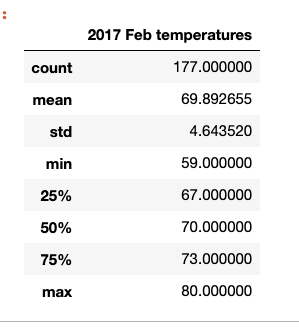 :
2017 Feb temperatures
count 177.000000
mean 69.892655
std 4.643520
min 59.000000
25% 67.000000
50% 70.000000
75% 73.000000
max 80.000000